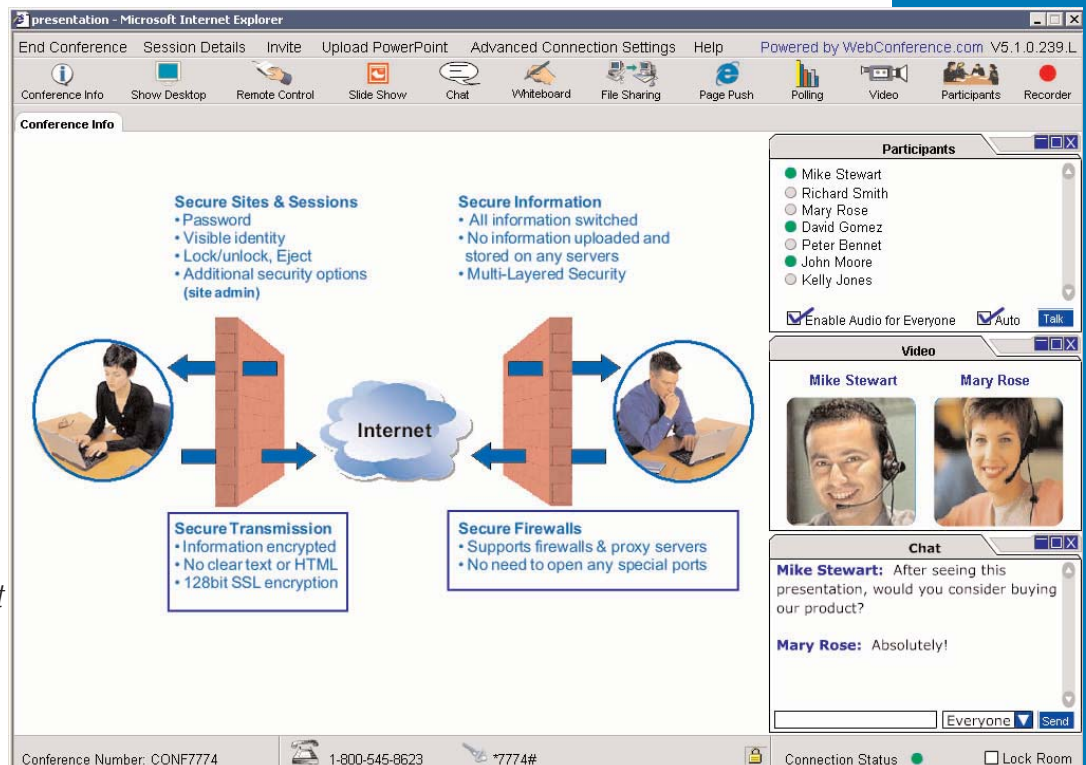 presentation - Microsoft Internet Explorer
End Conference Session Details Invite Upload PowerPoint Advanced Connection Settings Help Powered by WebConference.com V5.1.0.239.L
Conference Info Show Desktop Remote Control Slide Show Chat Whiteboard File Sharing Page Push Polling Video Participants Recorder
Conference Info
Secure Sites & Sessions
• Password
• Visible identity
• Lock/unlock, Eject
• Additional security options
(site admin)
Secure Information
• All information switched
• No information uploaded and
stored on any servers
• Multi-Layered Security
Internet
Secure Transmission
• Information encrypted
• No clear text or HTML
• 128bit SSL encryption
Secure Firewalls
• Supports firewalls & proxy servers
• No need to open any special ports
Participants
Mike Stewart
Richard Smith
Mary Rose
David Gomez
Peter Bennet
John Moore
Kelly Jones
Enable Audio for Everyone Auto Talk
Video
Mike Stewart Mary Rose
Chat
Mike Stewart: After seeing this
presentation, would you consider buying
our product?
Mary Rose: Absolutely!
Everyone Send
Conference Number: CONF7774 1-800-545-8623 *7774# Connection Status Lock Room